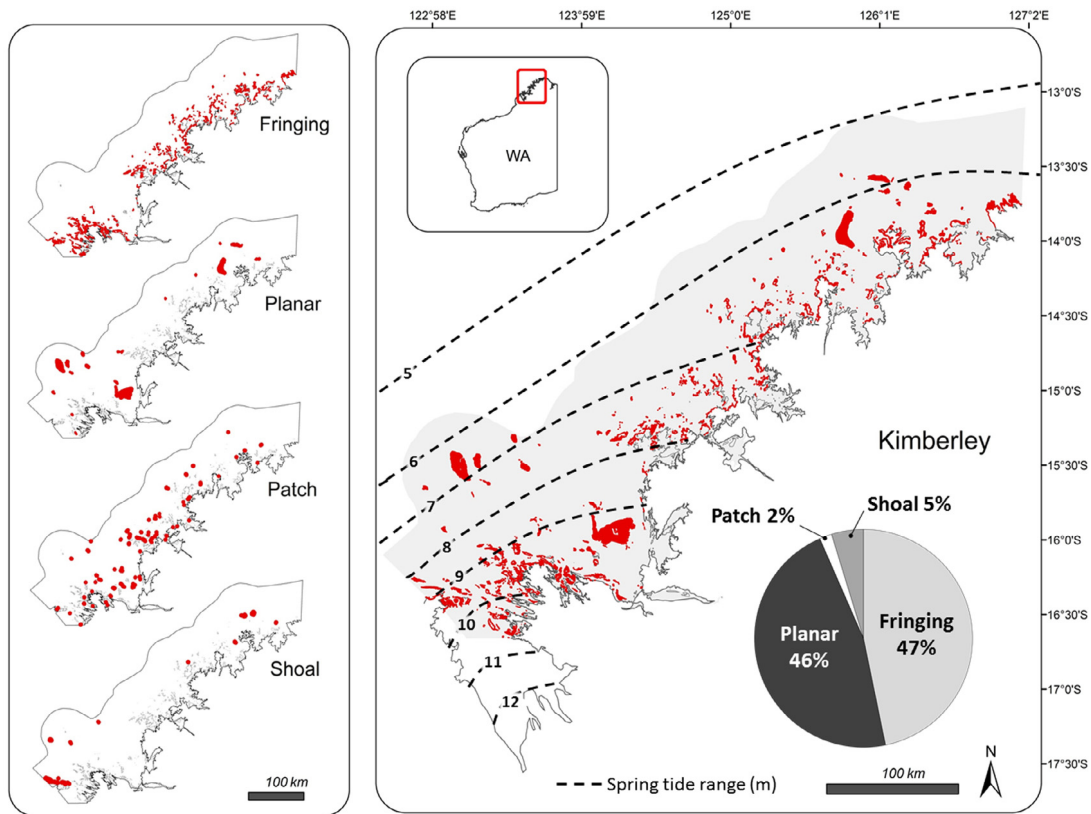 122°58'E
123°59'E
125°0'E
126°1'E
127°2'E
Fringing
Planar
Patch
Shoal
100 km
WA
13°0'S
13°30'S
14°0'S
14°30'S
15°0'S
15°30'S
16°0'S
16°30'S
17°0'S
17°30'S
5
6
7
8
9
10
11
12
Kimberley
Patch 2%
Shoal 5%
Planar
46%
Fringing
47%
Spring tide range (m)
100 km
N